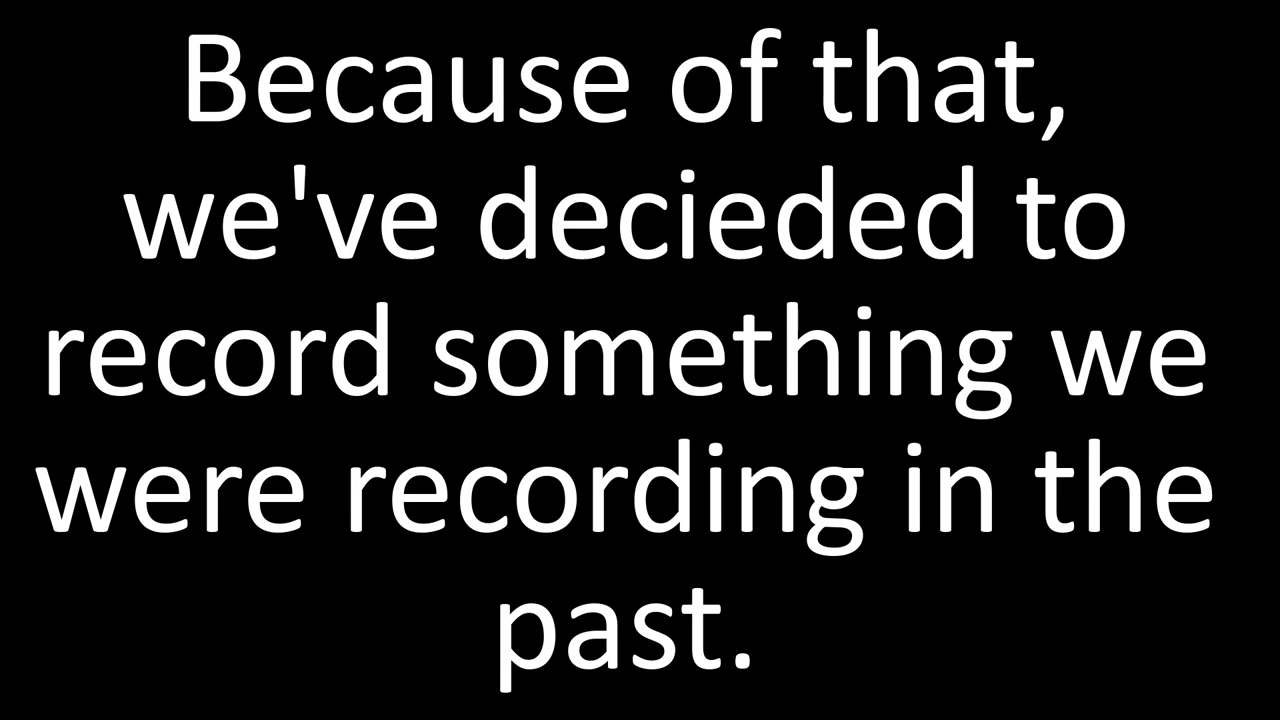 Because of that,
we've decieded to
record something we
were recording in the
past.